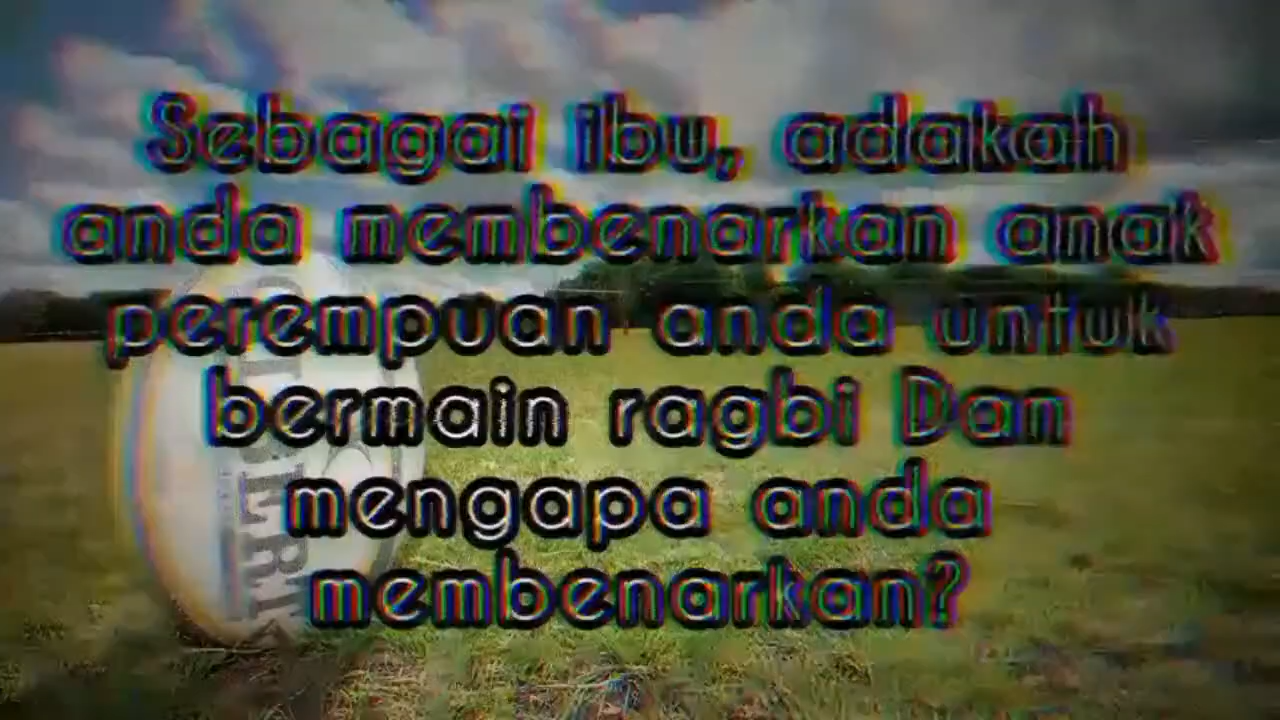 Sebagai ibu, adakah
anda membenarkan anak
perempuan anda untuk
bermain ragbi Dan
mengapa anda
membenarkan?